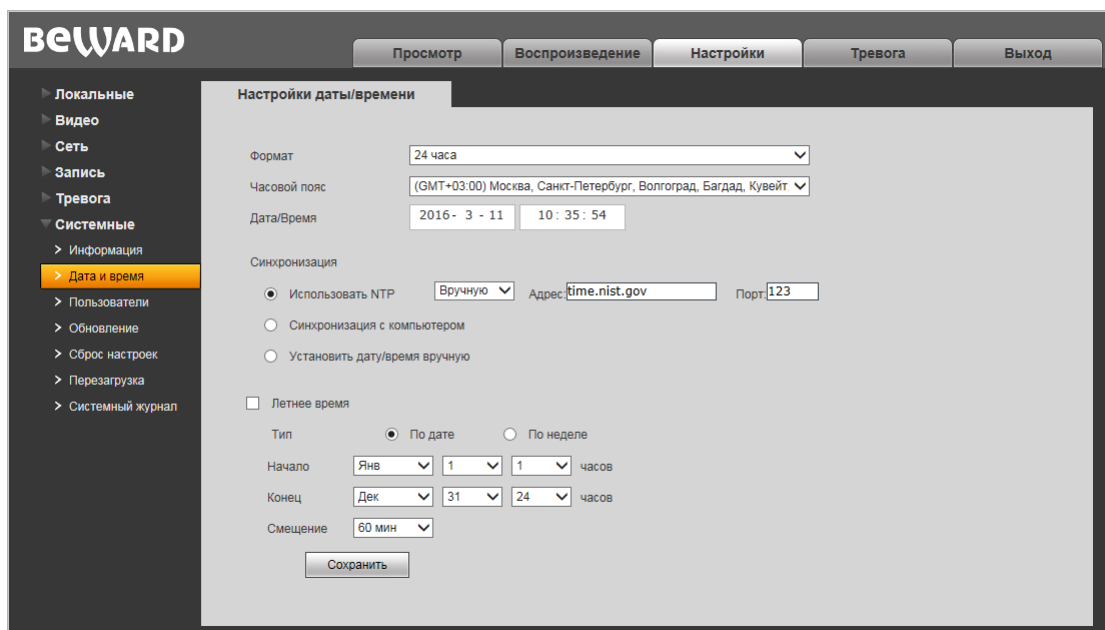 BEWARD
Просмотр Воспроизведение Настройки Тревога Выход
Локальные
Видео
Сеть
Запись
Тревога
Системные
Информация
Дата и время
Пользователи
Обновление
Сброс настроек
Перезагрузка
Системный журнал
Настройки даты/времени
Формат 24 часа
Часовой пояс (GMT+03:00) Москва, Санкт-Петербург, Волгоград, Багдад, Кувейт,
Дата/Время 2016- 3 - 11 10 : 35 : 54
Синхронизация
Использовать NTP Вручную Адрес: time.nist.gov Порт: 123
Синхронизация с компьютером
Установить дату/время вручную
Летнее время
Тип По дате По неделе
Начало Янв 1 1 часов
Конец Дек 31 24 часов
Смещение 60 мин
Сохранить